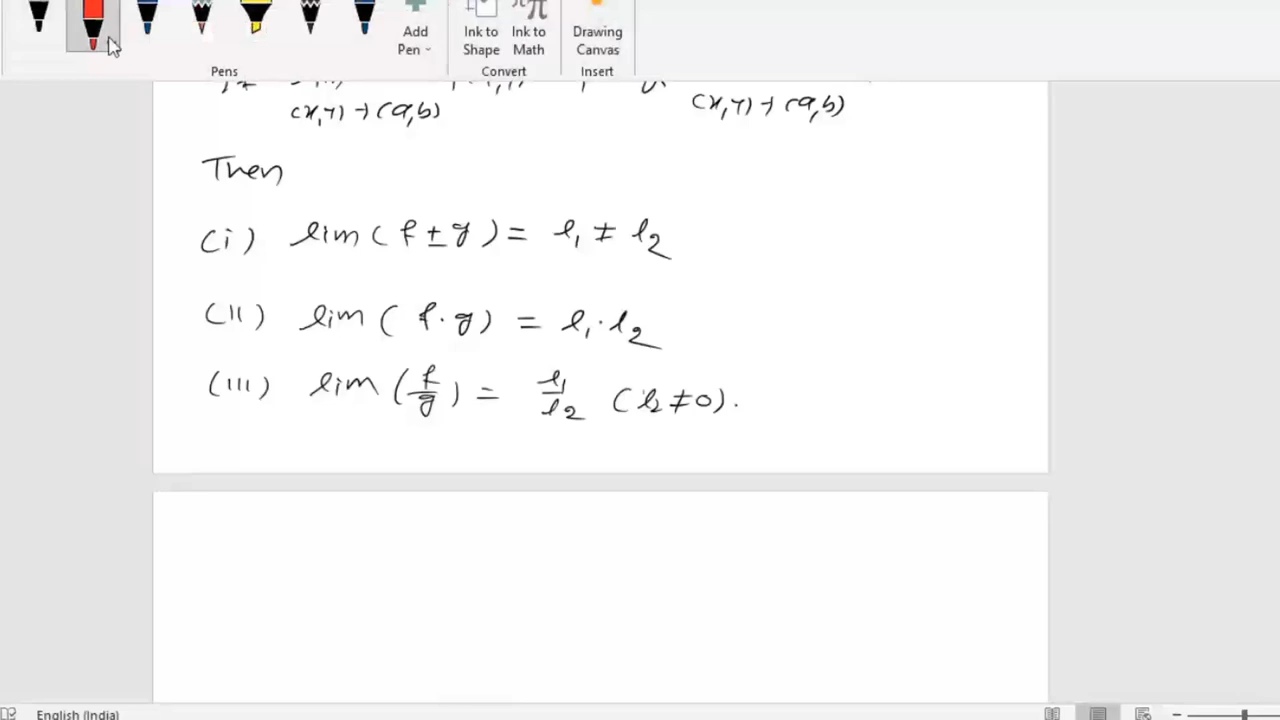 Add Ink to Ink to Drawing
Pen Shape Math Canvas
Pens Convert Insert
(x,y)→(a,b) (x,y)→(a,b)
Then
(i) lim(f±g) = l₁ ± l₂
(ii) lim(f·g) = l₁·l₂
(iii) lim(f/g) = l₁/l₂ (l₂≠0).
English (India)